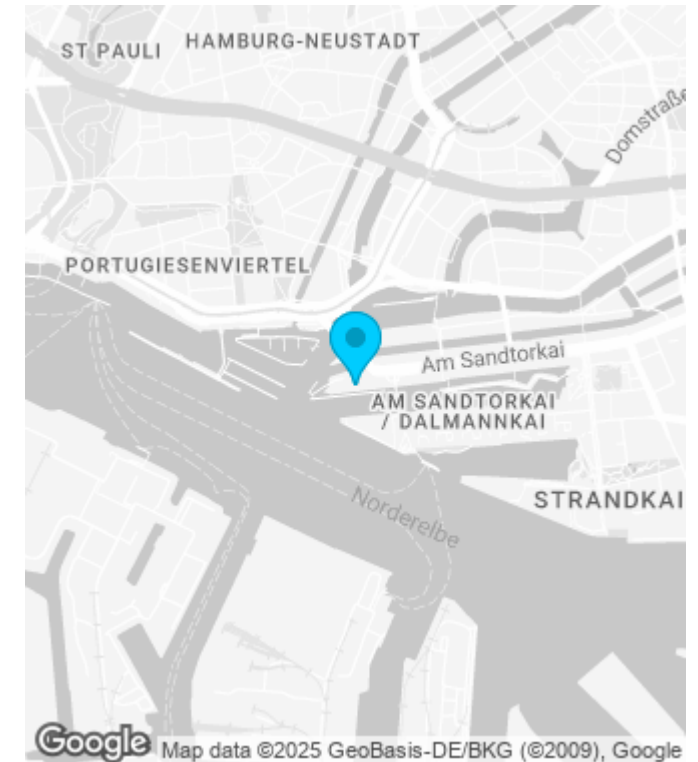 ST PAULI
HAMBURG-NEUSTADT
Domstraße
PORTUGIESENVIERTEL
Am Sandtorkai
AM SANDTORKAI
/ DALMANNKAI
Norderelbe
STRANDKAI
Google Map data ©2025 GeoBasis-DE/BKG (©2009), Google